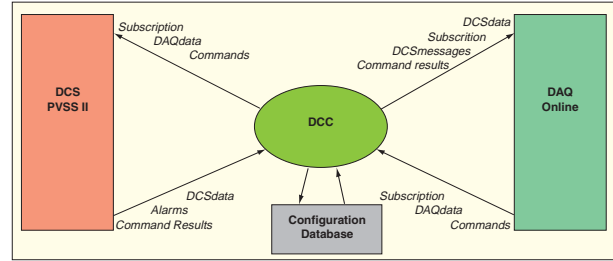 Subscription
DAQdata
Commands
DCSdata
Subscrition
DCSmessages
Command results
DCS
PVSS II
DCC
DAQ
Online
DCSdata
Alarms
Command Results
Configuration
Database
Subscription
DAQdata
Commands